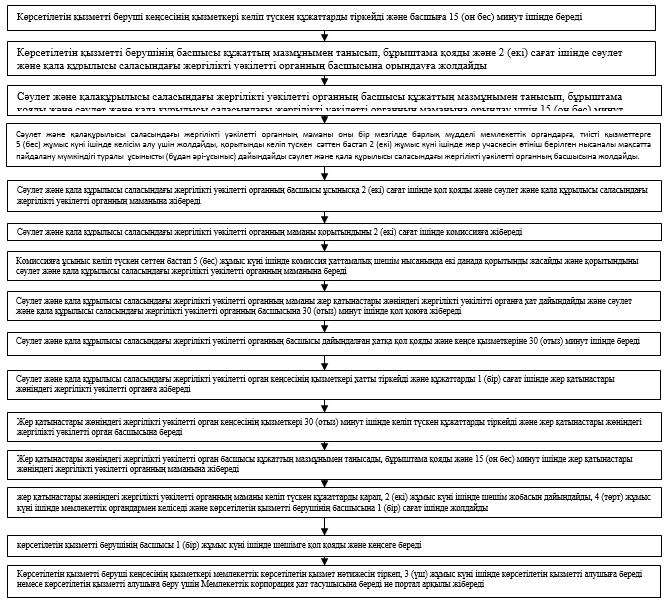 Көрсетілетін қызметті беруші кеңсесінің қызметкері келіп түскен құжаттарды тіркейді және басшыға 15 (он бес) минут ішінде береді
Көрсетілетін қызметті берушінің басшысы құжаттың мазмұнымен танысып, бұрыштама қояды және 2 (екі) сағат ішінде сәулет
және қала құрылысы саласындағы жергілікті уәкілетті органның басшысына орындауға жолдайды
Сәулет және қалақұрылысы саласындағы жергілікті уәкілетті органның басшысы құжаттың мазмұнымен танысып, бұрыштама
қояды және сәулет және қала құрылысы саласындағы жергілікті уәкілетті органның маманына орындау үшін 15 (он бес) минут
Сәулет және қалақұрылысы саласындағы жергілікті уәкілетті органның маманы оны бір мезгілде барлық мүдделі мемлекеттік органдарға, тиісті қызметтерге
5 (бес) жұмыс күні ішінде келісім алу үшін жолдайды, қорытынды келіп түскен сәттен бастап 2 (екі) жұмыс күні ішінде жер учаскесін өтініш берілген нысаналы мақсатта
пайдалану мүмкіндігі туралы ұсынысты (бұдан әрі-ұсыныс) дайындайды сәулет және қала құрылысы саласындағы жергілікті уәкілетті органның басшысына жолдайды.
Сәулет және қала құрылысы саласындағы жергілікті уәкілетті органның басшысы ұсынысқа 2 (екі) сағат ішінде қол қояды және сәулет және қала құрылысы саласындағы
жергілікті уәкілетті органның маманына жібереді
Сәулет және қала құрылысы саласындағы жергілікті уәкілетті органның маманы қорытындыны 2 (екі) сағат ішінде комиссияға жібереді
Комиссияға ұсыныс келіп түскен сәттен бастап 5 (бес) жұмыс күні ішінде комиссия хаттамалық шешім нысанында екі данада қорытынды жасайды және қорытындыны
сәулет және қала құрылысы саласындағы жергілікті уәкілетті органның маманына береді
Сәулет және қала құрылысы саласындағы жергілікті уәкілетті органның маманы жер қатынастары жөніндегі жергілікті уәкілітті органға хат дайындайды және сәулет
және қала құрылысы саласындағы жергілікті уәкілетті органның басшысына 30 (отыз) минут ішінде қол қоюға жібереді
Сәулет және қала құрылысы саласындағы жергілікті уәкілетті органның басшысы дайындалған хатқа қол қояды және кеңсе қызметкеріне 30 (отыз) минут ішінде береді
Сәулет және қала құрылысы саласындағы жергілікті уәкілетті орган кеңсесінің қызметкері хатты тіркейді және құжаттарды 1 (бір) сағат ішінде жер қатынастары
жөніндегі жергілікті уәкілетті органға жібереді
Жер қатынастары жөніндегі жергілікті уәкілетті орган кеңсесінің қызметкері 30 (отыз) минут ішінде келіп түскен құжаттарды тіркейді және жер қатынастары жөніндегі
жергілікті уәкілетті орган басшысына береді
Жер қатынастары жөніндегі жергілікті уәкілетті орган басшысы құжаттың мазмұнымен танысады, бұрыштама қояды және 15 (он бес) минут ішінде жер қатынастары
жөніндегі жергілікті уәкілетті органның маманына жібереді
жер қатынастары жөніндегі жергілікті уәкілетті органның маманы келіп түскен құжаттарды қарап, 2 (екі) жұмыс күні ішінде шешім жобасын дайындайды, 4 (төрт) жұмыс
күні ішінде мемлекеттік органдармен келіседі және көрсетілетін қызметті берушінің басшысына 1 (бір) сағат ішінде жолдайды
көрсетілетін қызметті берушінің басшысы 1 (бір) жұмыс күні ішінде шешімге қол қояды және кеңсеге береді
Көрсетілетін қызметті беруші кеңсесінің қызметкері мемлекеттік көрсетілетін қызмет нәтижесін тіркеп, 3 (үш) жұмыс күні ішінде көрсетілетін қызметті алушыға береді
немесе көрсетілетін қызметті алушыға беру үшін Мемлекеттік корпорация хат тасушысына береді не портал арқылы жібереді